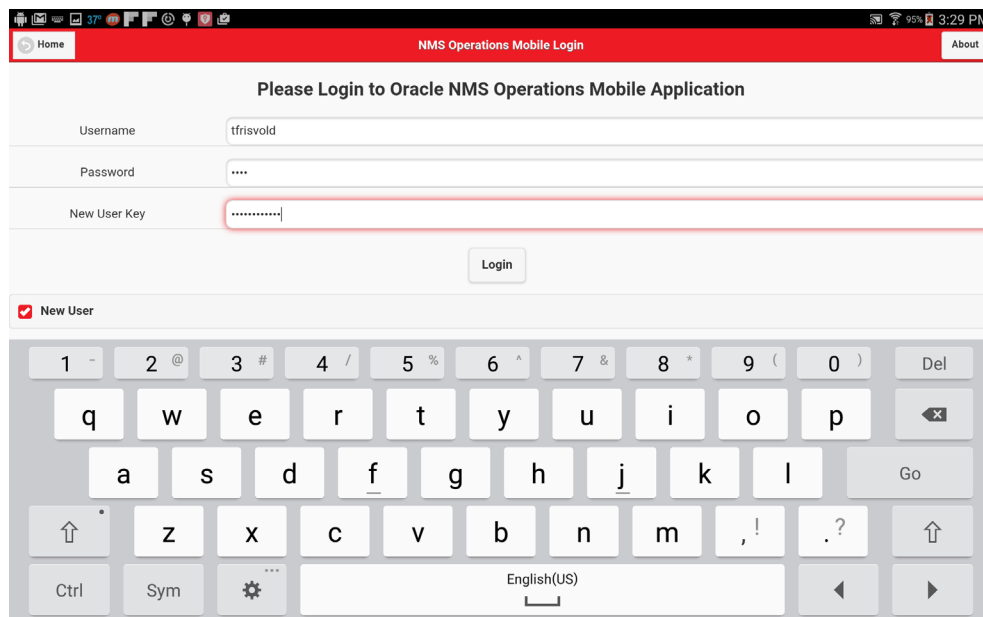 37° 95% 3:29 PM
Home NMS Operations Mobile Login About
Please Login to Oracle NMS Operations Mobile Application
Username tfrisvold
Password ••••
New User Key ••••••••••••
Login
New User
1 - 2 @ 3 # 4 / 5 % 6 ^ 7 & 8 * 9 ( 0 ) Del
q w e r t y u i o p
a s d f g h j k l Go
z x c v b n m , ! . ?
Ctrl Sym English(US)